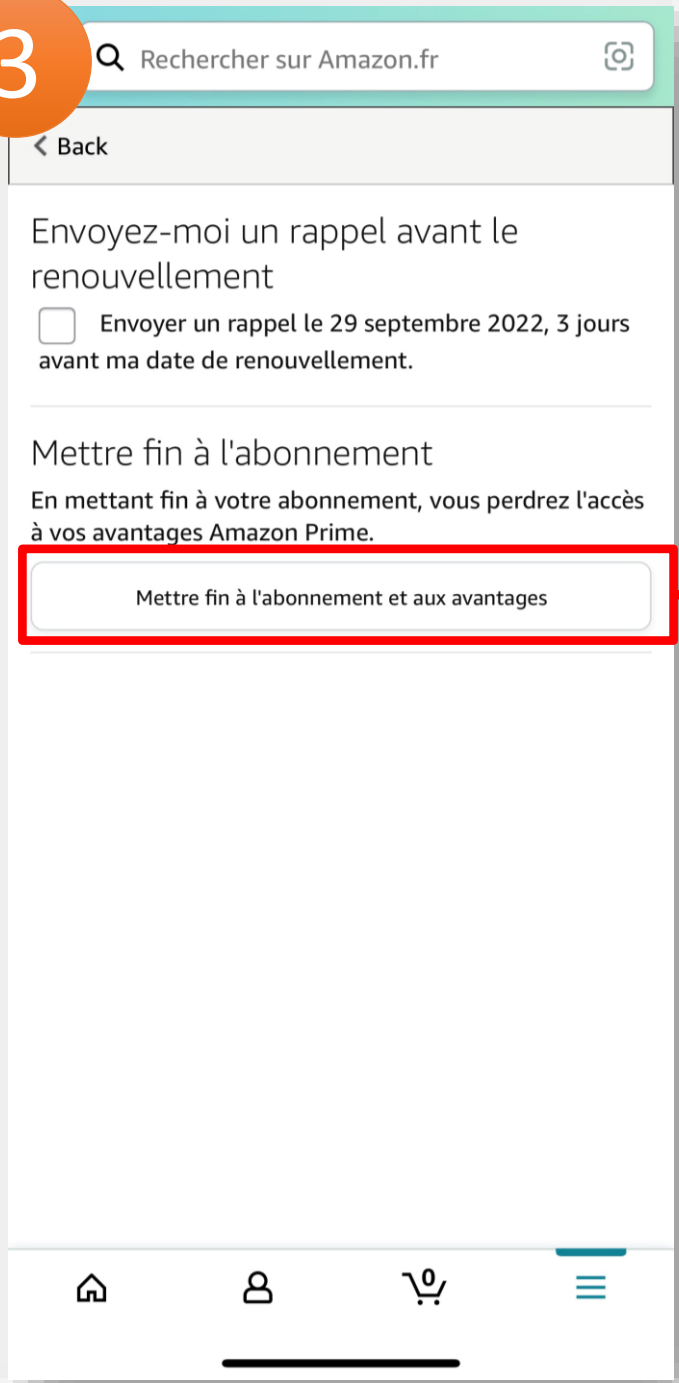 3
Rechercher sur Amazon.fr
Back
Envoyez-moi un rappel avant le
renouvellement
Envoyer un rappel le 29 septembre 2022, 3 jours
avant ma date de renouvellement.
Mettre fin à l'abonnement
En mettant fin à votre abonnement, vous perdrez l'accès
à vos avantages Amazon Prime.
Mettre fin à l'abonnement et aux avantages
0